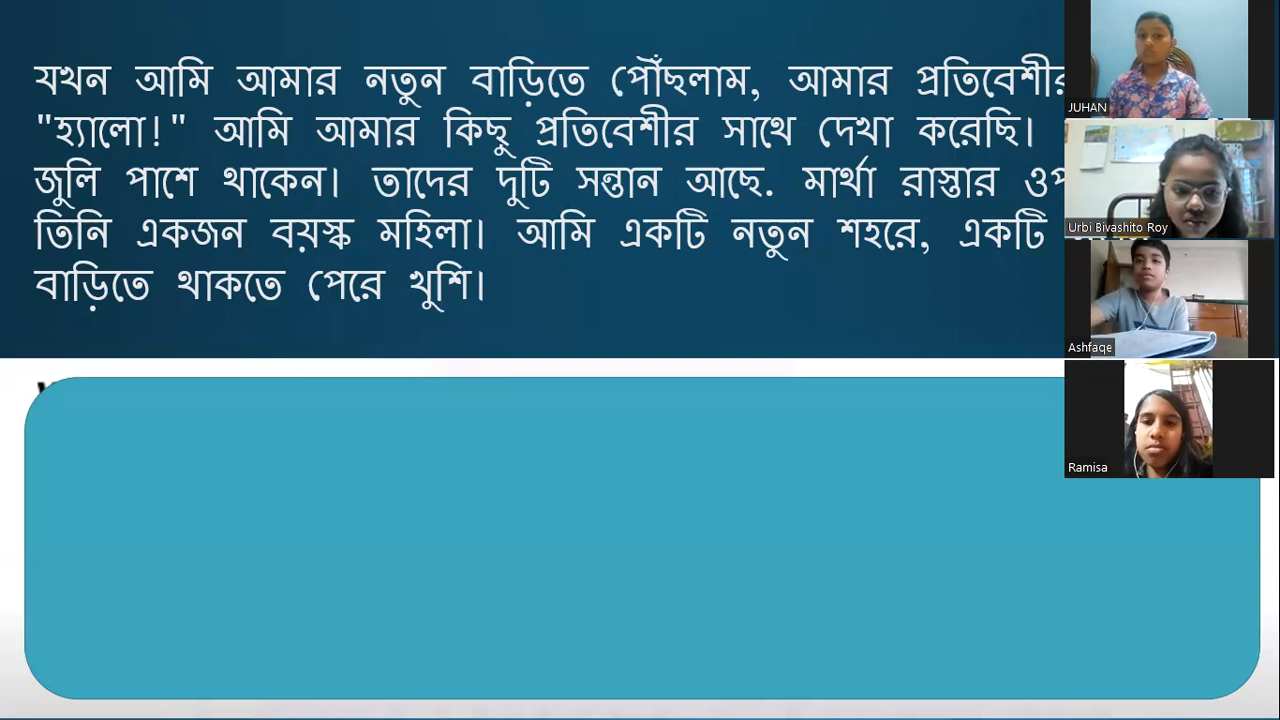 যখন আমি আমার নতুন বাড়িতে পৌঁছলাম, আমার
"হ্যালো!" আমি আমার কিছু প্রতিবেশীর সাথে দেখা করেছি।
জুলি পাশে থাকেন। তাদের দুটি সন্তান আছে. মার্থা রাস্তার
তিনি একজন বয়স্ক মহিলা। আমি একটি নতুন শহরে, একটি
বাড়িতে থাকতে পেরে খুশি।
JUHAN
Urbi Bivashito Roy
Ashfaqe
Ramisa